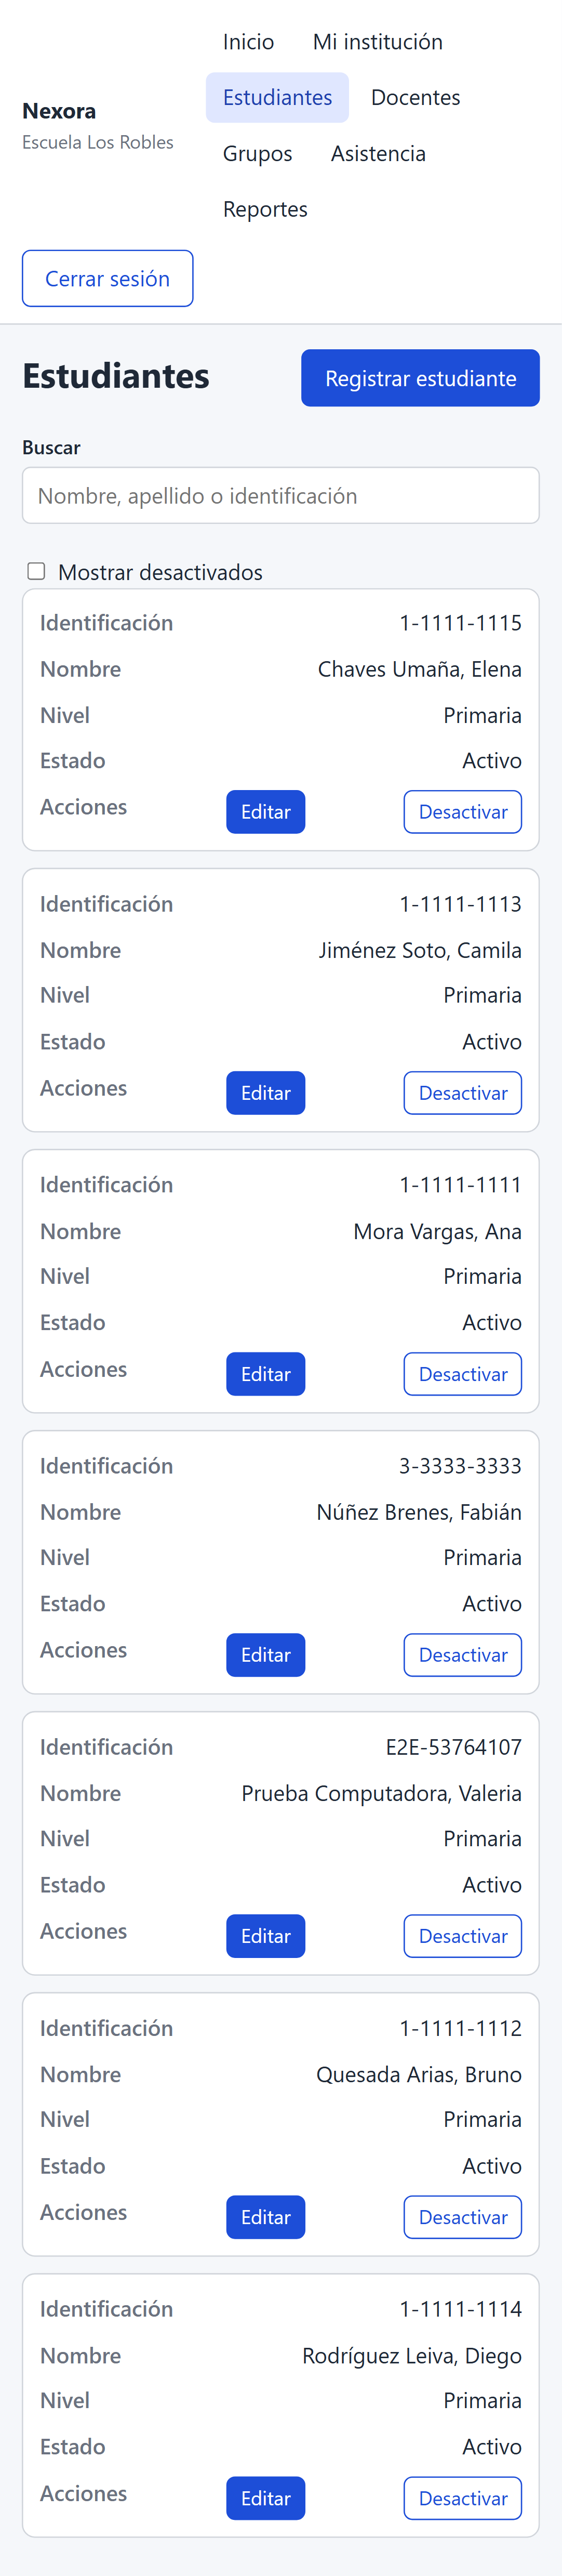 Nexora
Escuela Los Robles
Inicio Mi institución
Estudiantes Docentes
Grupos Asistencia
Reportes
Cerrar sesión
Estudiantes Registrar estudiante
Buscar
Nombre, apellido o identificación
Mostrar desactivados
Identificación 1-1111-1115
Nombre Chaves Umaña, Elena
Nivel Primaria
Estado Activo
Acciones Editar Desactivar
Identificación 1-1111-1113
Nombre Jiménez Soto, Camila
Nivel Primaria
Estado Activo
Acciones Editar Desactivar
Identificación 1-1111-1111
Nombre Mora Vargas, Ana
Nivel Primaria
Estado Activo
Acciones Editar Desactivar
Identificación 3-3333-3333
Nombre Núñez Brenes, Fabián
Nivel Primaria
Estado Activo
Acciones Editar Desactivar
Identificación E2E-53764107
Nombre Prueba Computadora, Valeria
Nivel Primaria
Estado Activo
Acciones Editar Desactivar
Identificación 1-1111-1112
Nombre Quesada Arias, Bruno
Nivel Primaria
Estado Activo
Acciones Editar Desactivar
Identificación 1-1111-1114
Nombre Rodríguez Leiva, Diego
Nivel Primaria
Estado Activo
Acciones Editar Desactivar